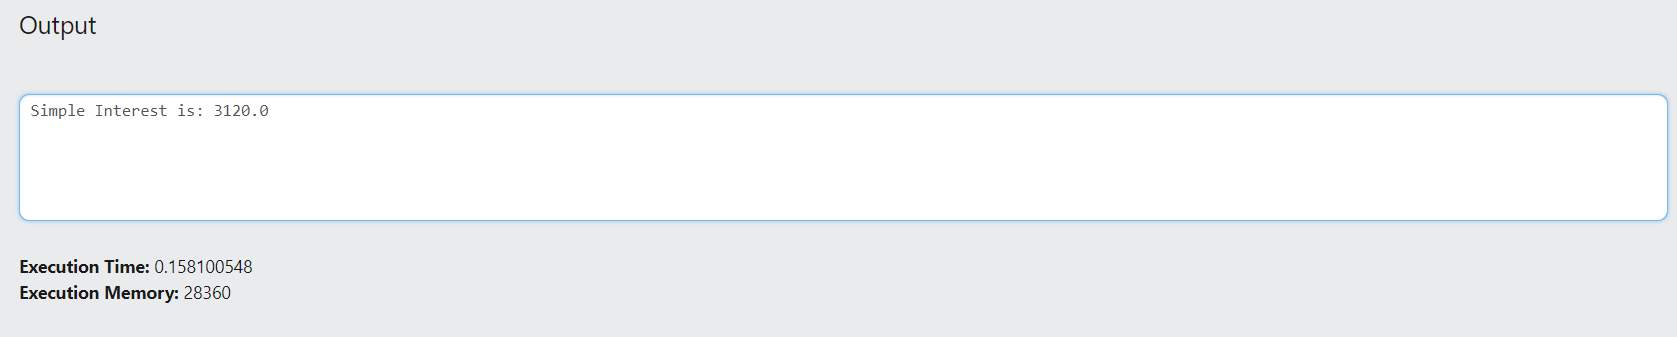 Output
Simple Interest is: 3120.0
Execution Time: 0.158100548
Execution Memory: 28360